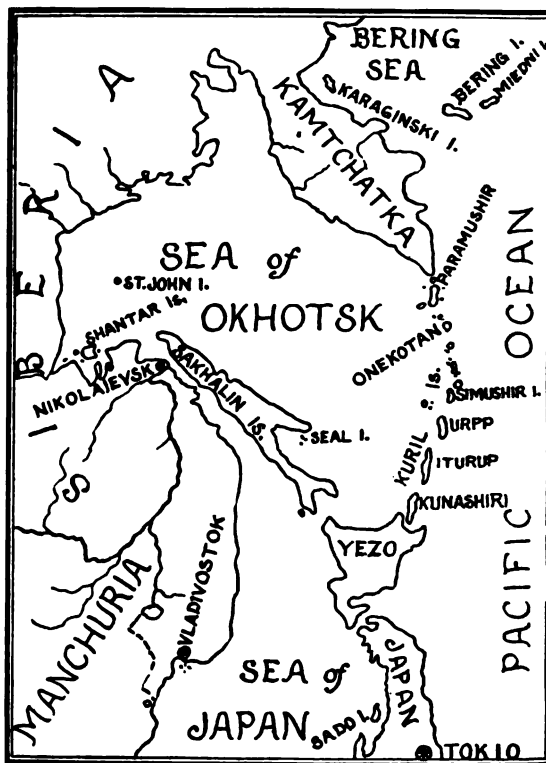 BERING
SEA
BERING I.
MIEDNI I.
KARAGINSKI I.
KAMTCHATKA
SIBERIA
SEA of
OKHOTSK
ST. JOHN I.
SHANTAR Is.
NIKOLAIEVSK
SAKHALIN Is.
SEAL I.
PARAMUSHIR
ONEKOTAND
KURIL Is.
SIMUSHIR I.
URPP
ITURUP
KUNASHIRI
PACIFIC OCEAN
YEZO
MANCHURIA
VLADIVOSTOK
SEA of
JAPAN
JAPAN
SADO I.
TOKIO